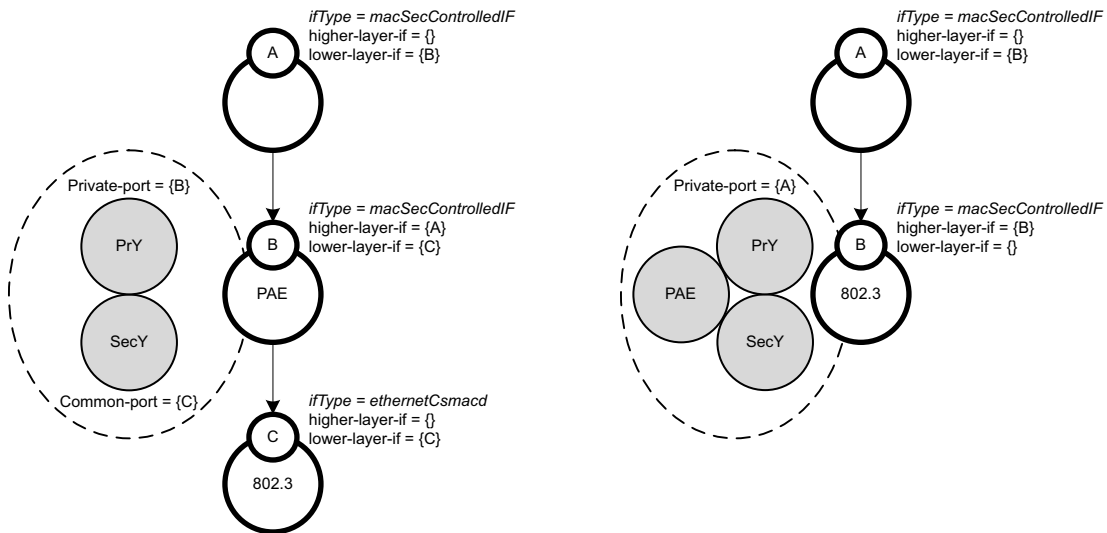 ifType = macSecControlledIF
higher-layer-if = {}
lower-layer-if = {B}
A
Private-port = {B}
PrY
SecY
Common-port = {C}
ifType = macSecControlledIF
higher-layer-if = {A}
lower-layer-if = {C}
B
PAE
ifType = ethernetCsmacd
higher-layer-if = {}
lower-layer-if = {C}
C
802.3
ifType = macSecControlledIF
higher-layer-if = {}
lower-layer-if = {B}
A
Private-port = {A}
PrY
PAE
SecY
ifType = macSecControlledIF
higher-layer-if = {B}
lower-layer-if = {}
B
802.3